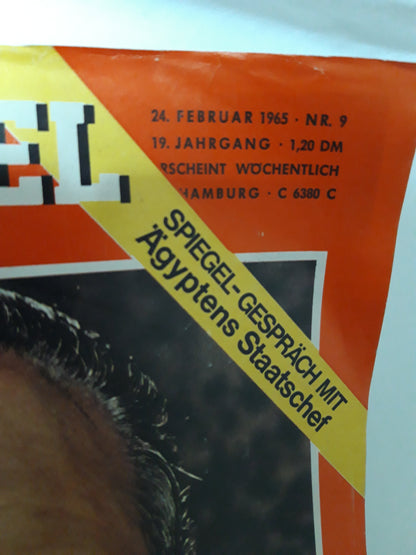 EL
24. FEBRUAR 1965 · NR. 9
19. JAHRGANG · 1,20 DM
RSCHEINT WÖCHENTLICH
HAMBURG · C 6380 C
SPIEGEL- GESPRÄCH MIT
Ägyptens Staatschef